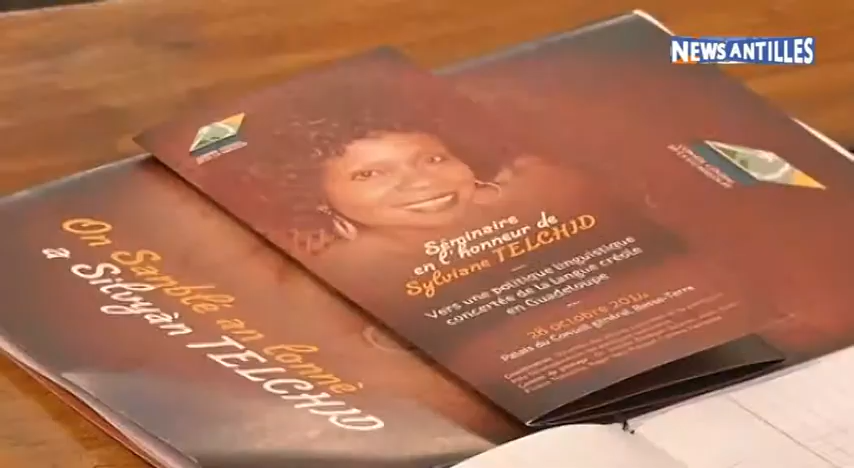 NEWS ANTILLES
Séminaire
en l'honneur de
Sylviane TELCHID
Vers une politique linguistique
concertée de la langue créole
en Guadeloupe
28 octobre 2014
Palais du Conseil général, Basse-Terre
On Sanblé an lonnè
a Silvyàn TELCHID